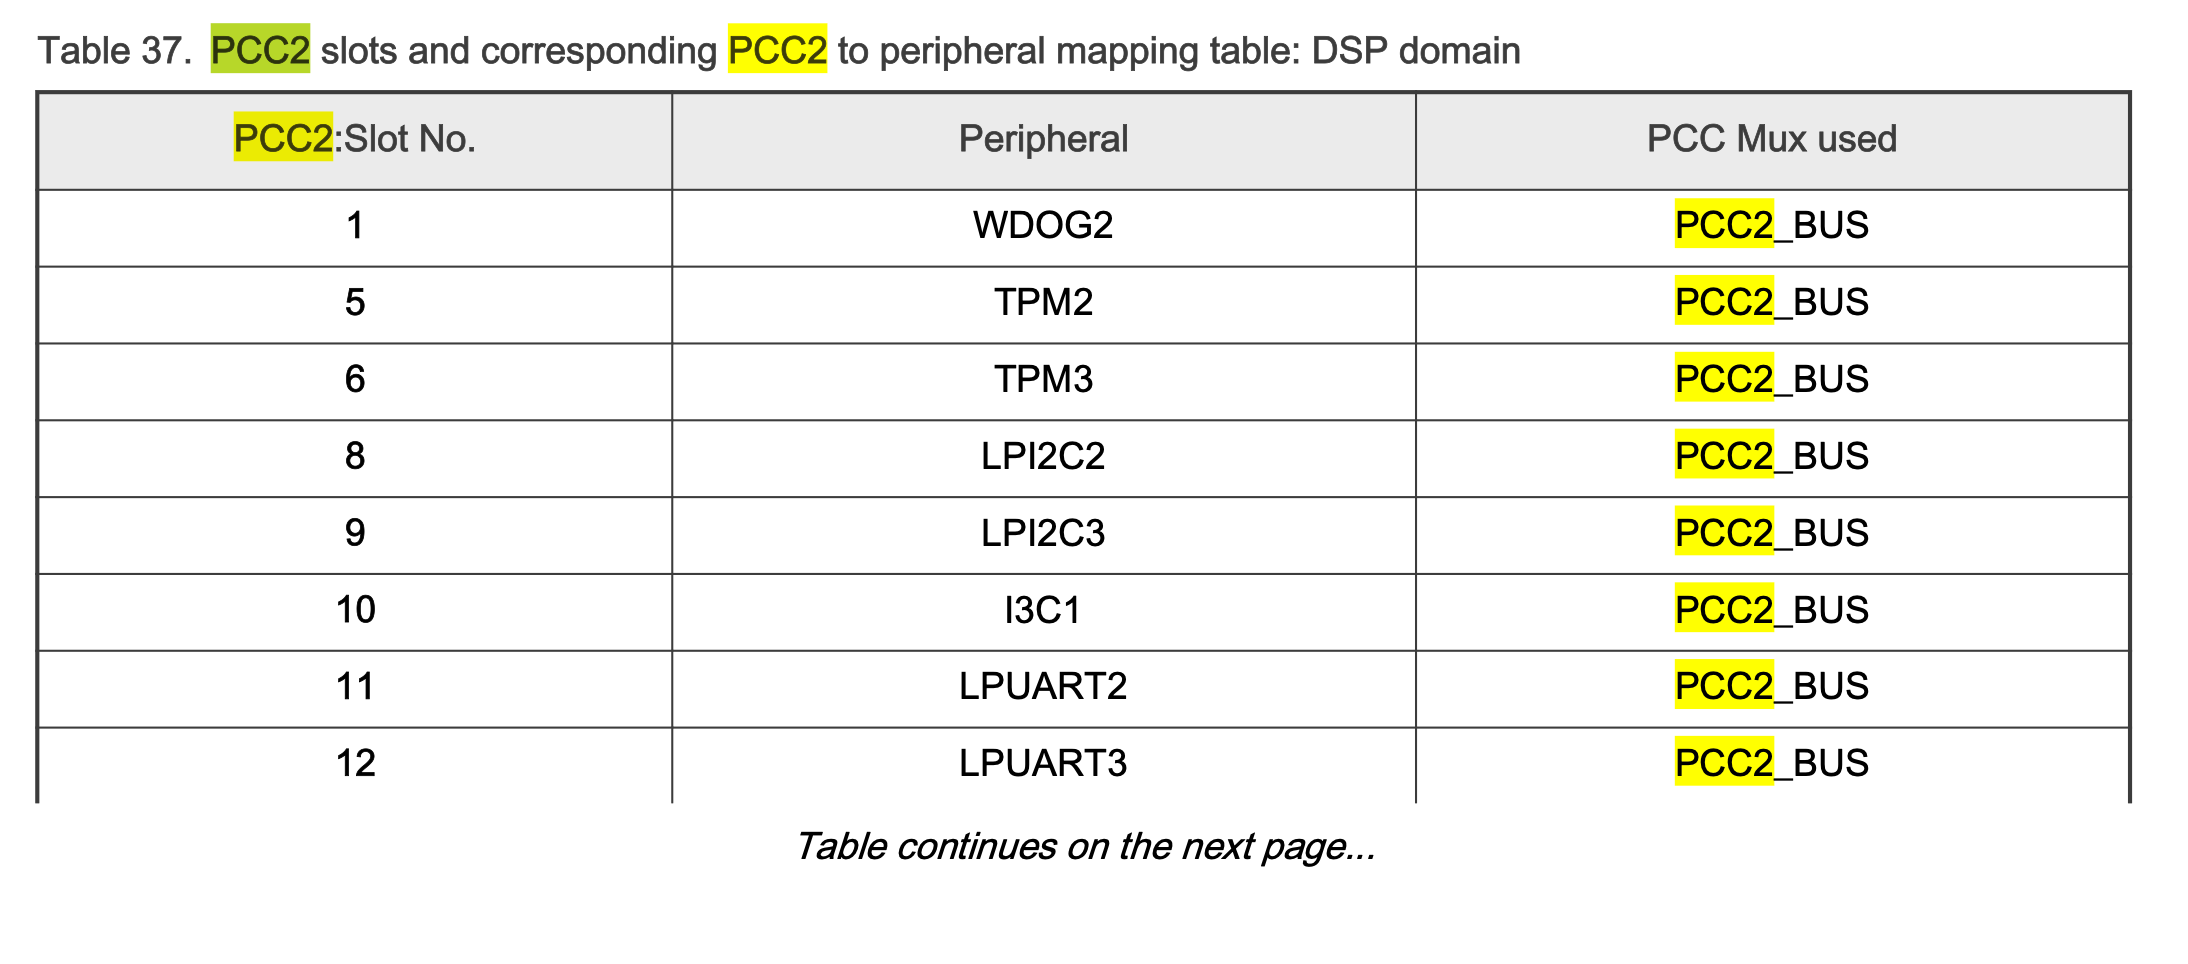 Table 37. PCC2 slots and corresponding PCC2 to peripheral mapping table: DSP domain
PCC2:Slot No. Peripheral PCC Mux used
1 WDOG2 PCC2_BUS
5 TPM2 PCC2_BUS
6 TPM3 PCC2_BUS
8 LPI2C2 PCC2_BUS
9 LPI2C3 PCC2_BUS
10 I3C1 PCC2_BUS
11 LPUART2 PCC2_BUS
12 LPUART3 PCC2_BUS
Table continues on the next page...